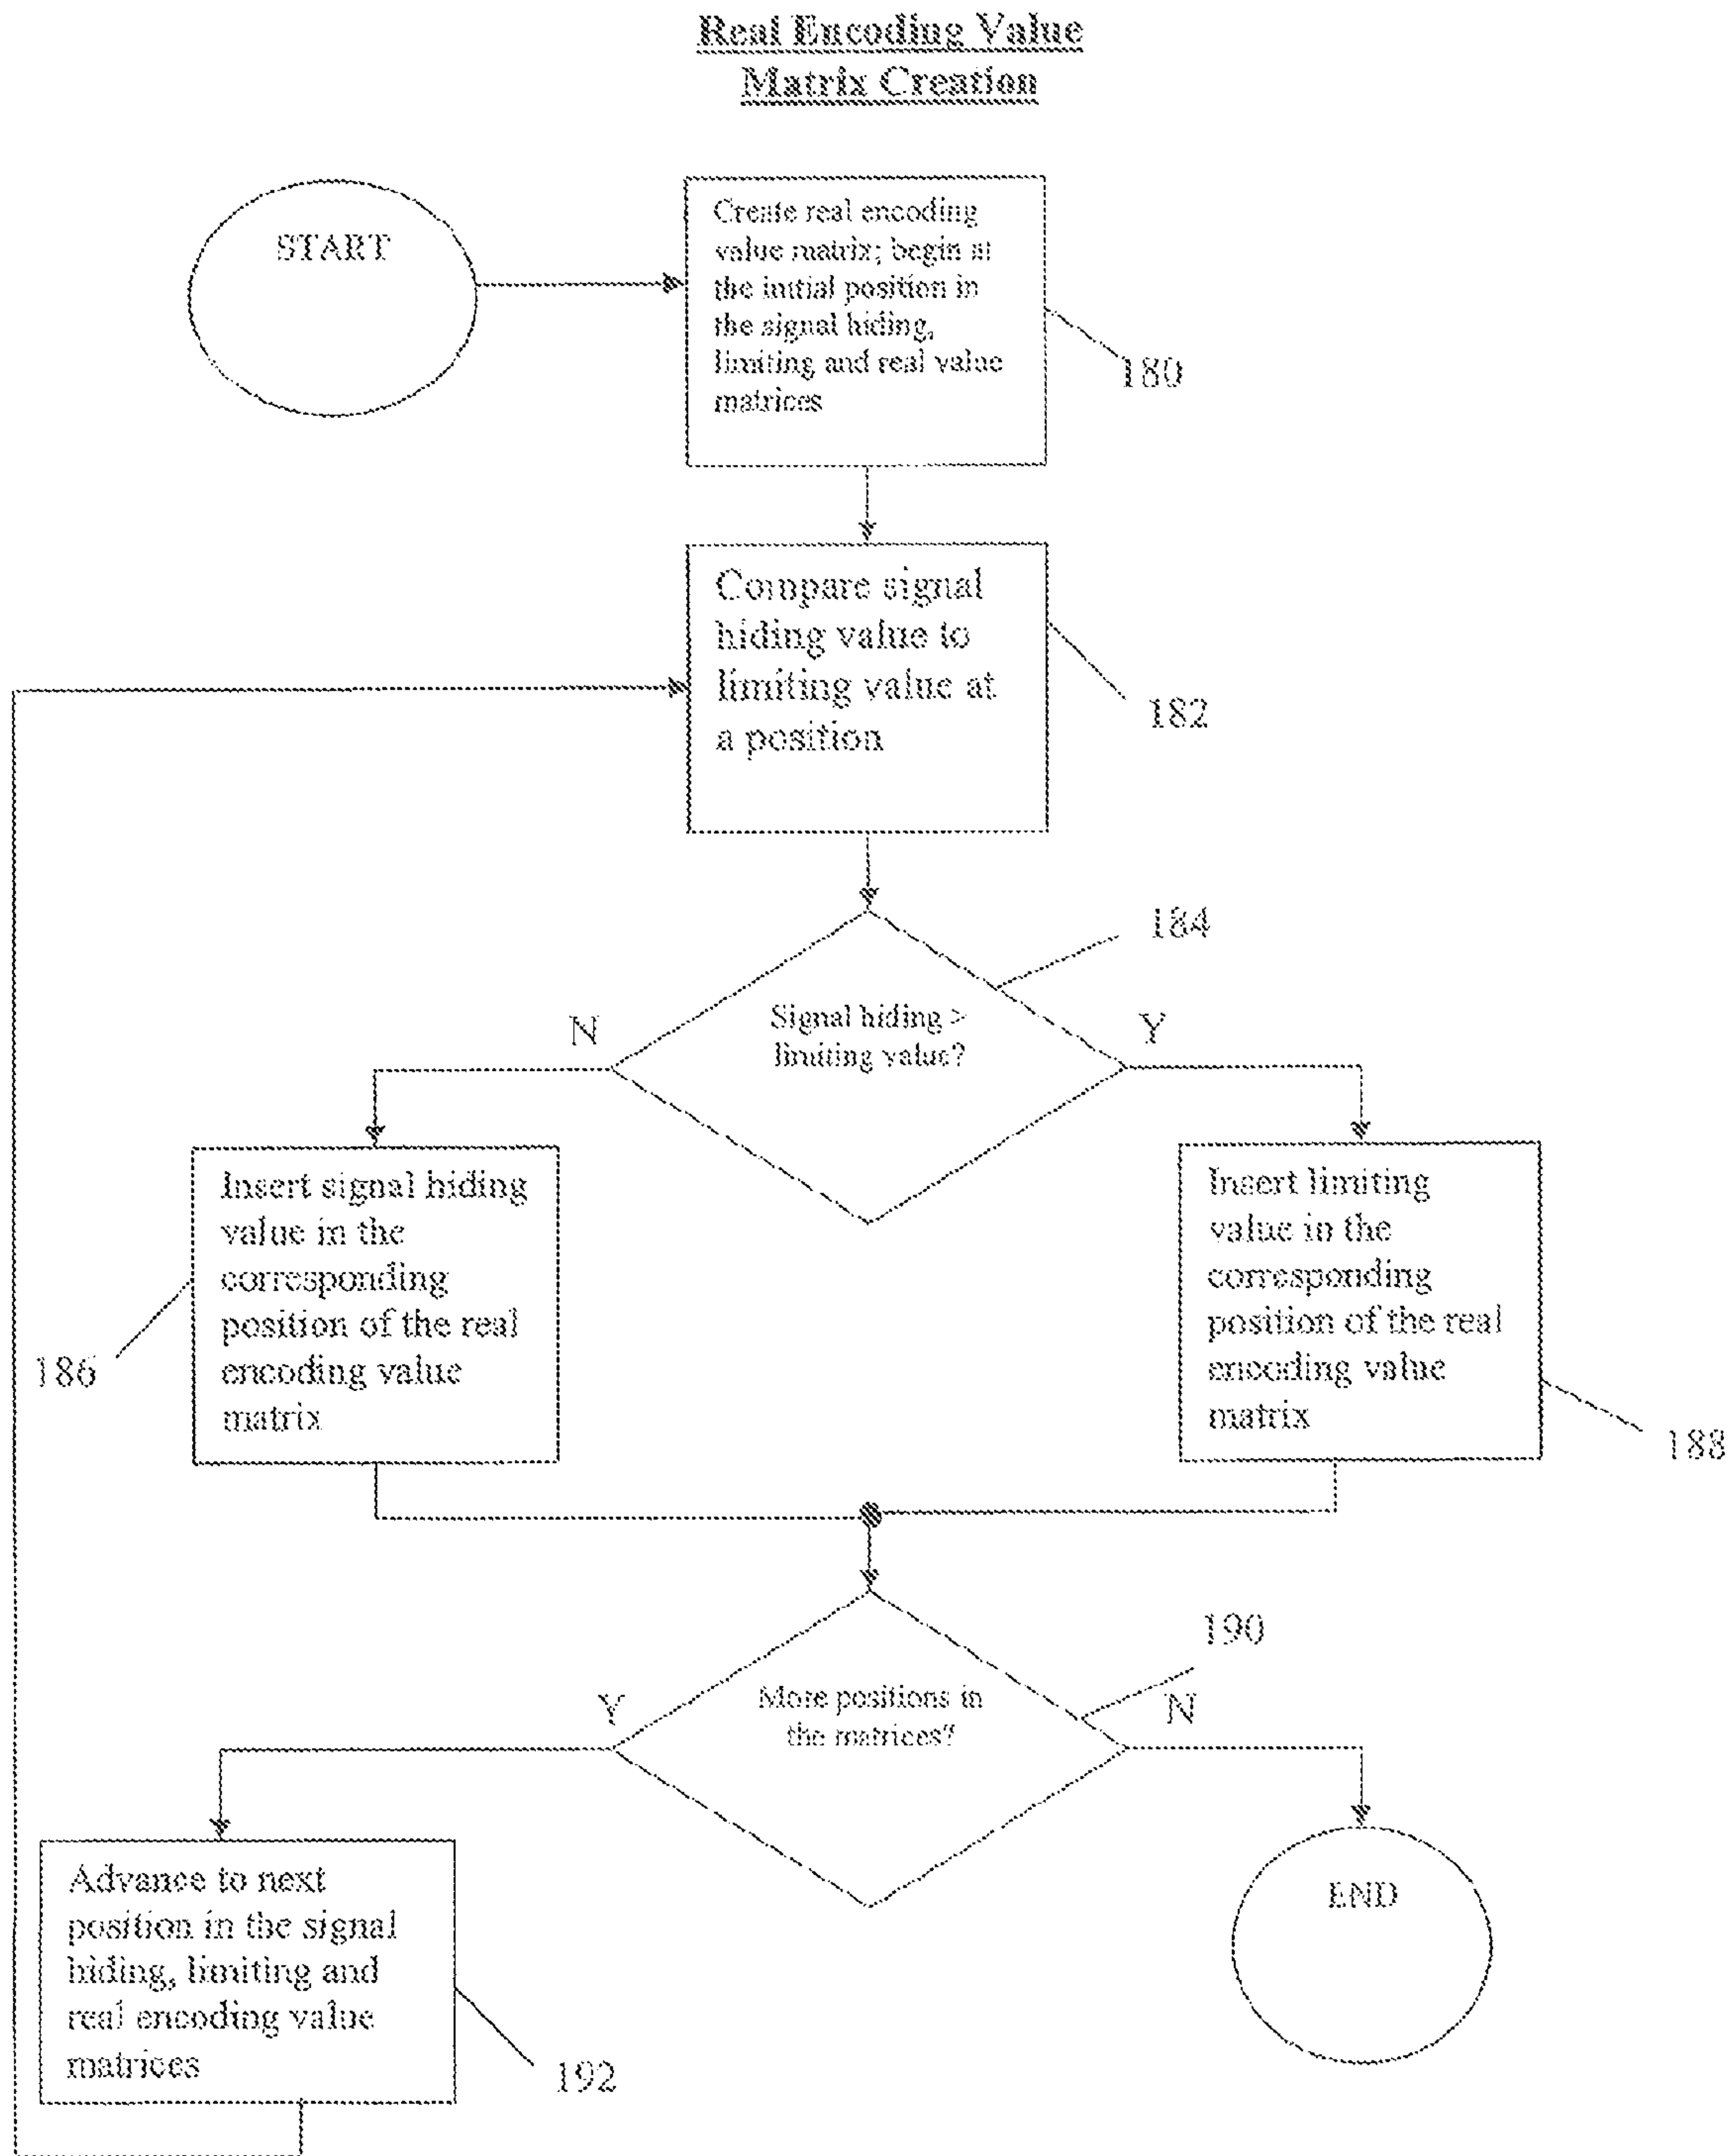 Real Encoding Value
Matrix Creation
START
Create real encoding
value matrix; begin at
the initial position in
the signal hiding,
limiting and real value
matrices
180
Compare signal
hiding value to
limiting value at
a position
182
184
Signal hiding >
limiting value?
N
Y
Insert signal hiding
value in the
corresponding
position of the real
encoding value
matrix
186
Insert limiting
value in the
corresponding
position of the real
encoding value
matrix
188
190
More positions in
the matrices?
Y
N
Advance to next
position in the signal
hiding, limiting and
real encoding value
matrices
192
END